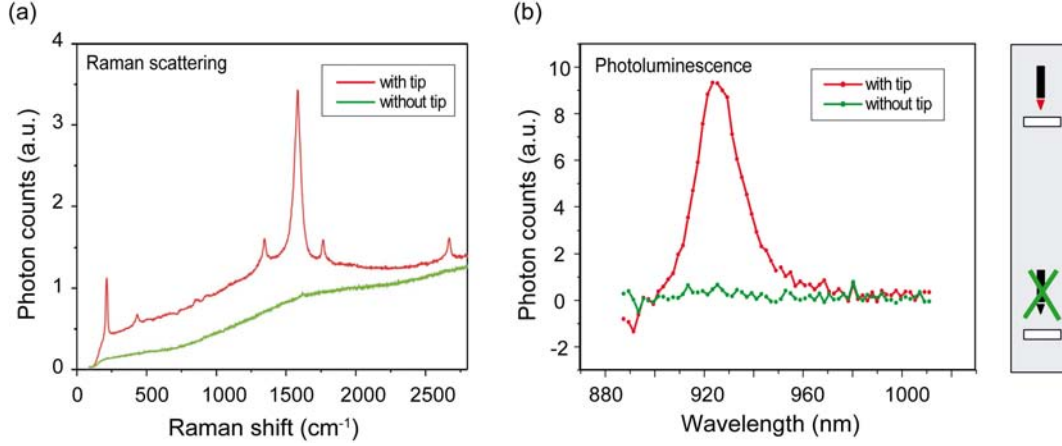 (a)
4
3
2
1
0
Photon counts (a.u.)
Raman scattering
with tip
without tip
0 500 1000 1500 2000 2500
Raman shift (cm⁻¹)
(b)
10
8
6
4
2
0
-2
Photon counts (a.u.)
Photoluminescence
with tip
without tip
880 920 960 1000
Wavelength (nm)